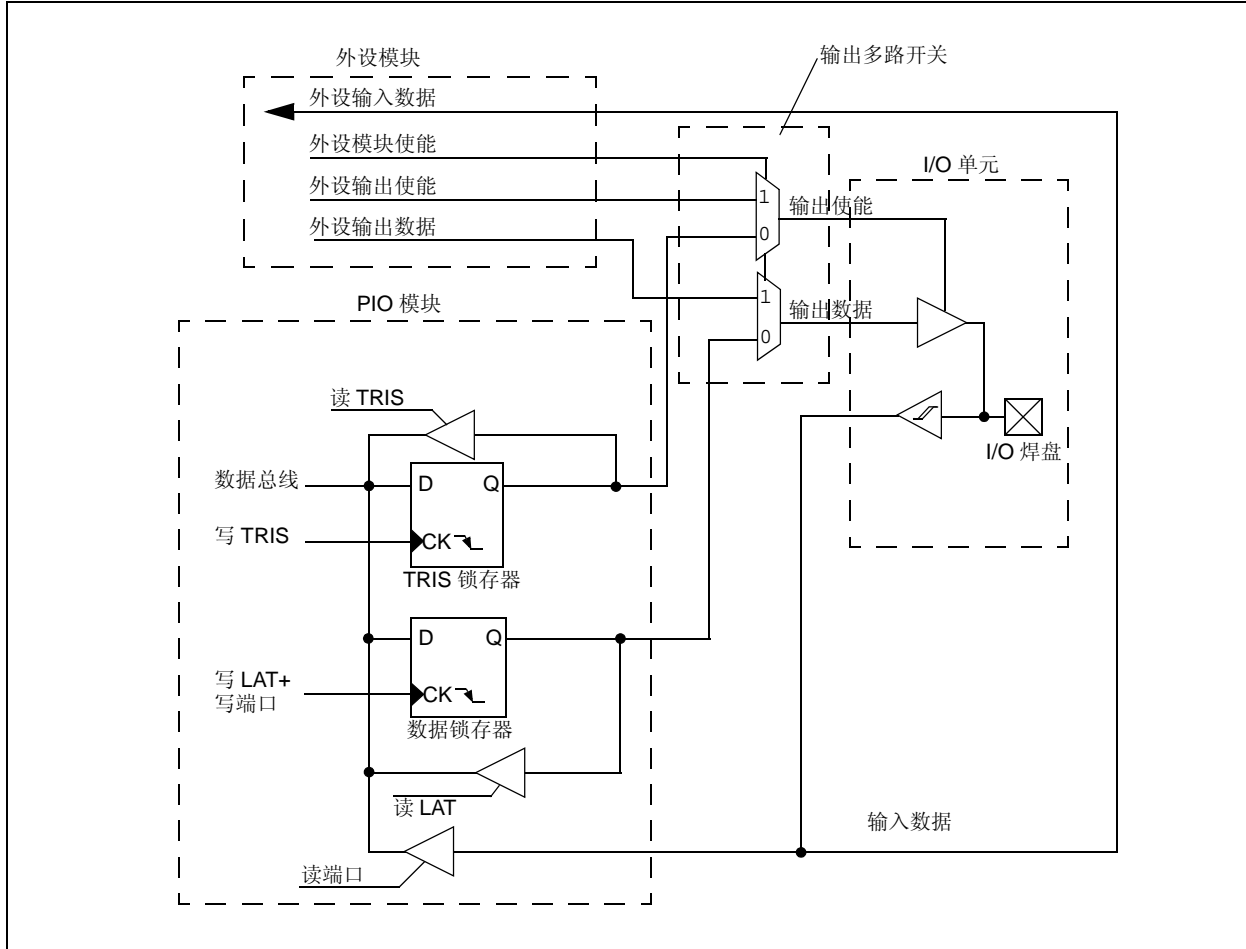 外设模块
输出多路开关
外设输入数据
外设模块使能
I/O 单元
外设输出使能
1
输出使能
外设输出数据
0
PIO 模块
1
输出数据
0
读 TRIS
I/O 焊盘
数据总线
D
Q
写 TRIS
CK
TRIS 锁存器
D
Q
写 LAT+
写端口
CK
数据锁存器
读 LAT
输入数据
读端口